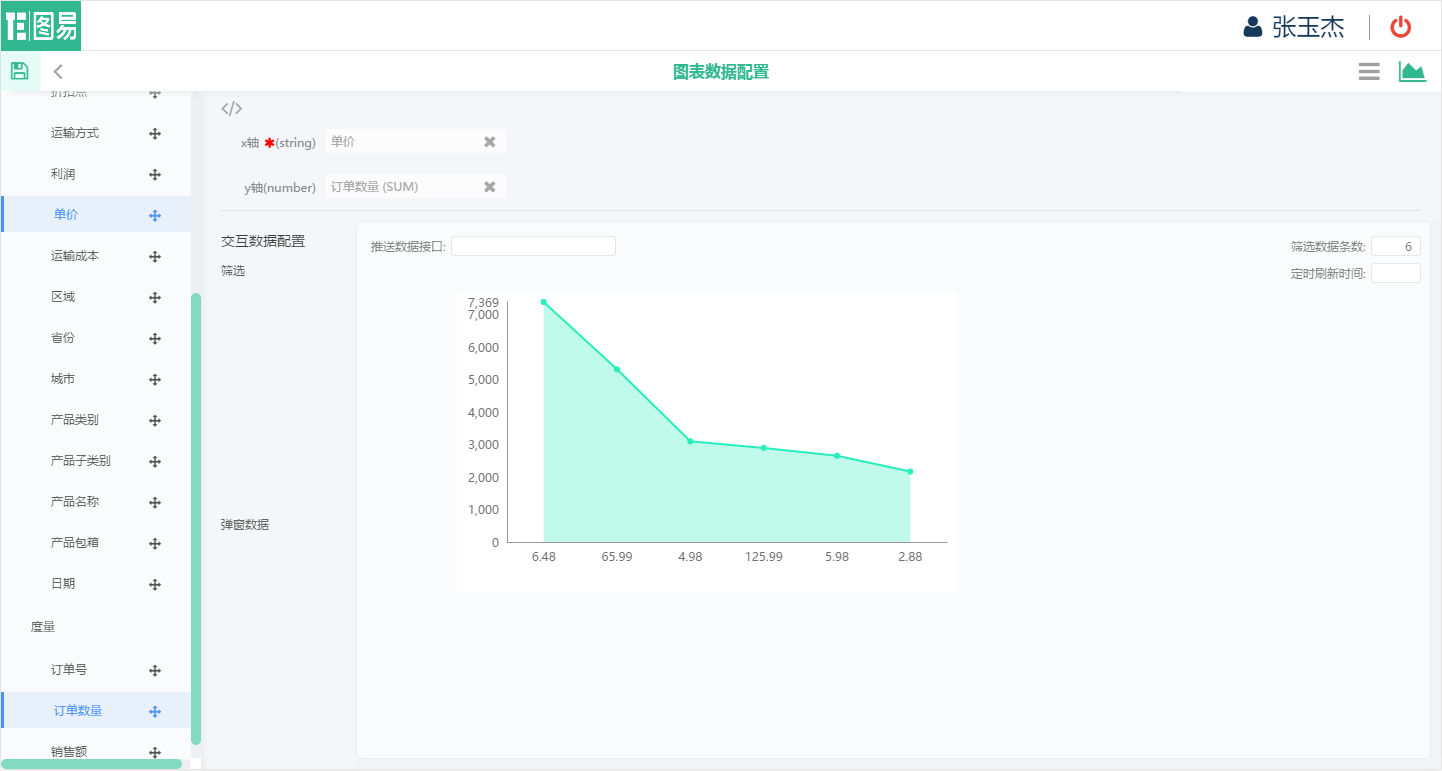 图易
张玉杰
图表数据配置
折扣点
运输方式
利润
单价
运输成本
区域
省份
城市
产品类别
产品子类别
产品名称
产品包箱
日期
度量
订单号
订单数量
销售额
</>
x轴 ✱(string) 单价
y轴(number) 订单数量 (SUM)
交互数据配置
筛选
弹窗数据
推送数据接口:
筛选数据条数: 6
定时刷新时间:
7,369
7,000
6,000
5,000
4,000
3,000
2,000
1,000
0
6.48 65.99 4.98 125.99 5.98 2.88